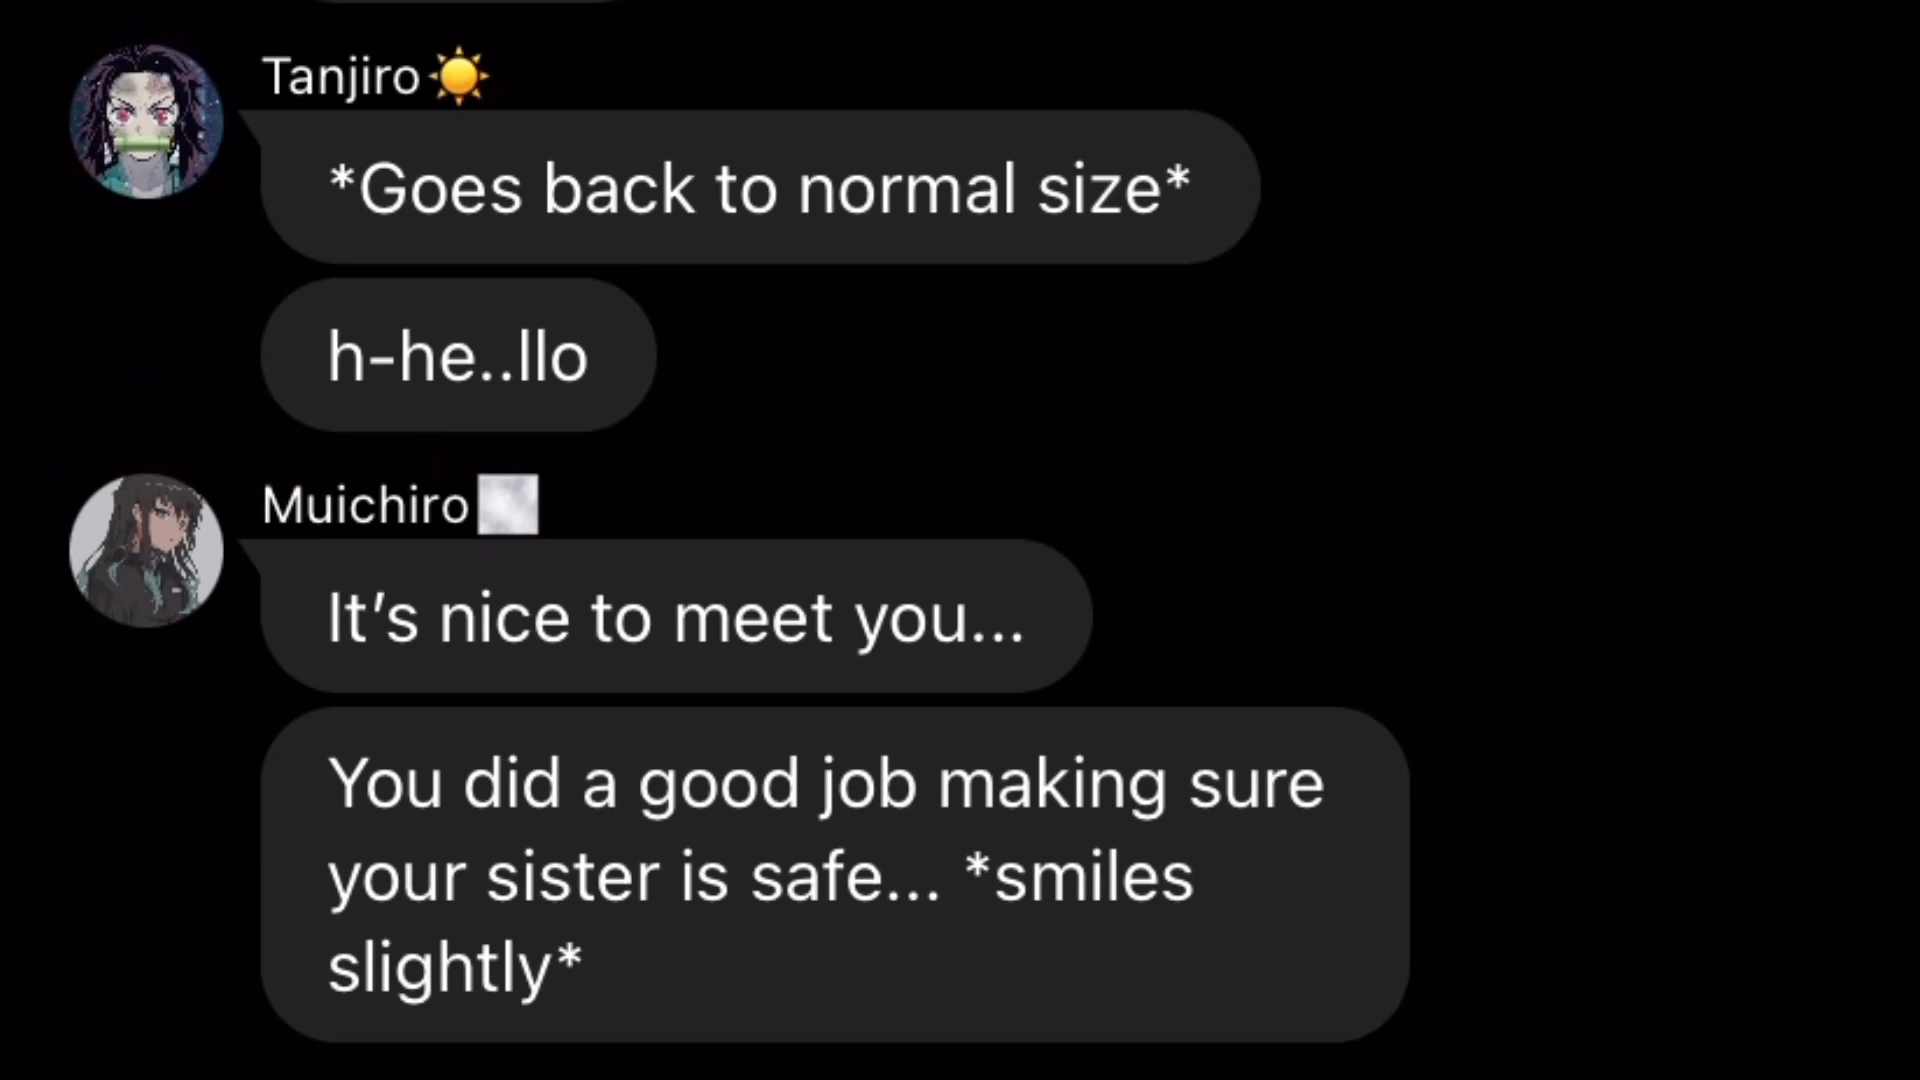 Tanjiro☀️
*Goes back to normal size*
h-he..llo
Muichiro🌫️
It’s nice to meet you...
You did a good job making sure
your sister is safe... *smiles
slightly*